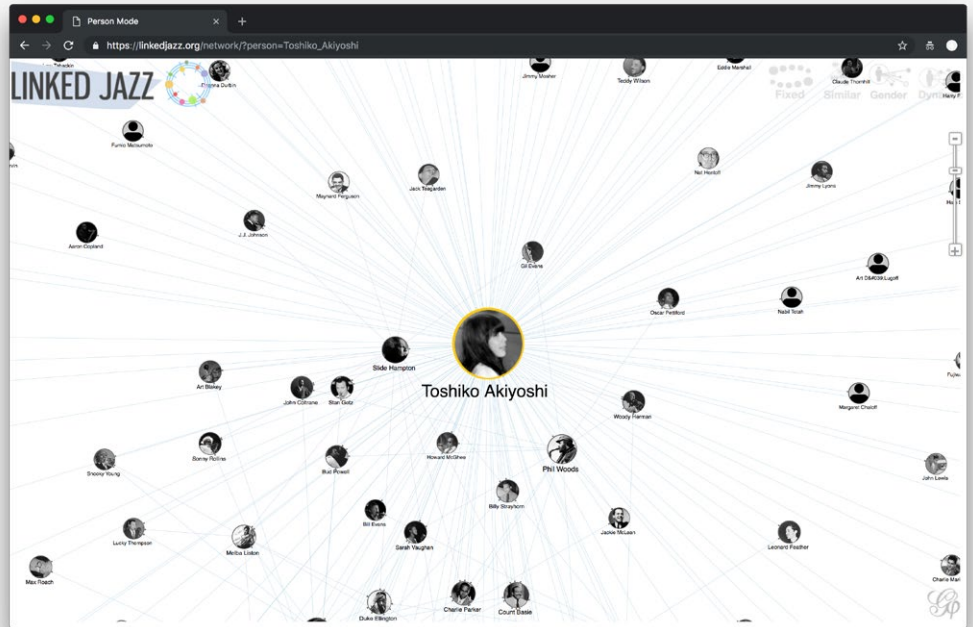 Person Mode
https://linkedjazz.org/network/?person=Toshiko_Akiyoshi
LINKED JAZZ
Jimmy Mosher
Teddy Wilson
Eddie Marshall
Claude Thornhill
Fixed
Similar
Gender
Fumio Matsumoto
Maynard Ferguson
Jack Teagarden
Nat Hentoff
Jimmy Lyons
Aaron Copland
J.J. Johnson
Gil Evans
Art D&#039;Lugoff
Oscar Pettiford
Nabil Totah
Slide Hampton
Toshiko Akiyoshi
Art Blakey
John Coltrane
Stan Getz
Woody Herman
Margaret Chaloff
Snooky Young
Sonny Rollins
Bud Powell
Howard McGhee
Phil Woods
John Lewis
Billy Strayhorn
Lucky Thompson
Melba Liston
Bill Evans
Sarah Vaughan
Jackie McLean
Leonard Feather
Max Roach
Duke Ellington
Charlie Parker
Count Basie